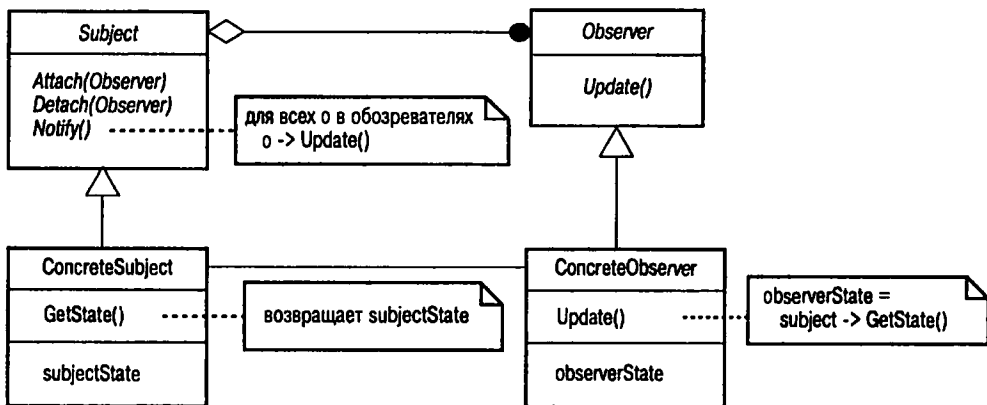 Subject
Attach(Observer)
Detach(Observer)
Notify()
для всех о в обозревателях
о -> Update()
Observer
Update()
ConcreteSubject
GetState()
subjectState
возвращает subjectState
ConcreteObserver
Update()
observerState
observerState =
subject -> GetState()